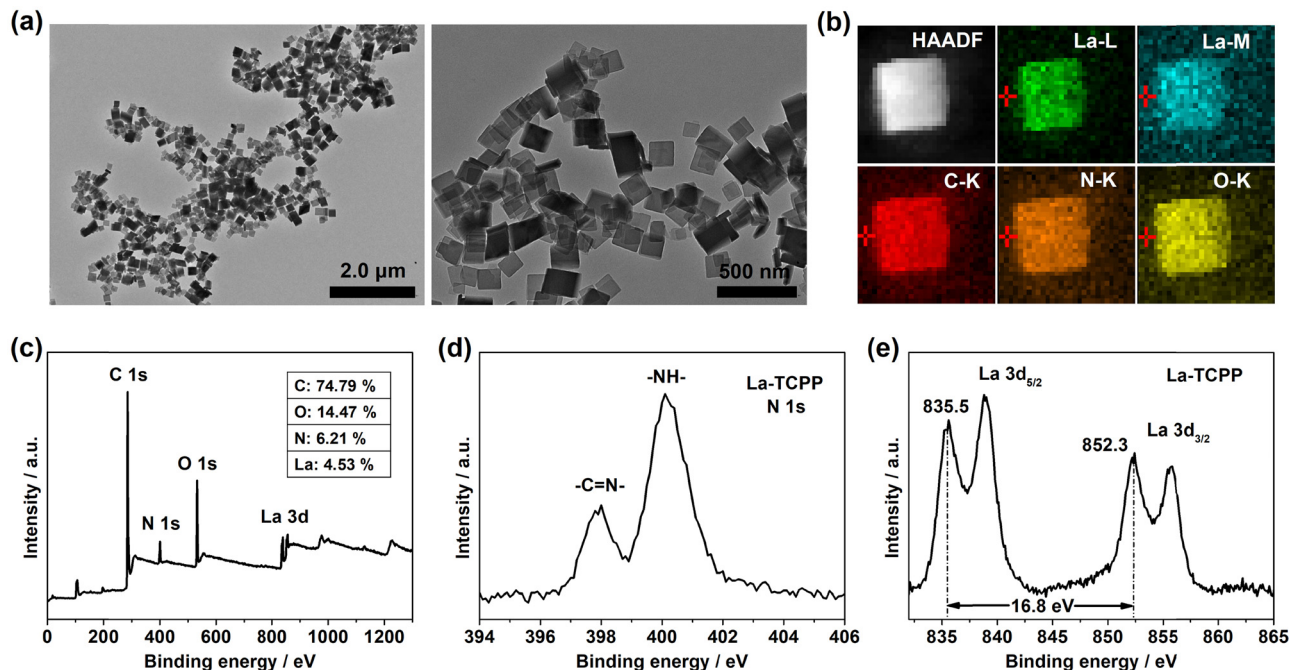 (a)
2.0 μm
500 nm
(b)
HAADF
La-L
La-M
C-K
N-K
O-K
(c)
C 1s
N 1s
O 1s
La 3d
C: 74.79 %
O: 14.47 %
N: 6.21 %
La: 4.53 %
Intensity / a.u.
0 200 400 600 800 1000 1200
Binding energy / eV
(d)
-NH-
-C=N-
La-TCPP
N 1s
Intensity / a.u.
394 396 398 400 402 404 406
Binding energy / eV
(e)
La 3d5/2
La-TCPP
835.5
852.3
La 3d3/2
16.8 eV
Intensity / a.u.
835 840 845 850 855 860 865
Binding energy / eV